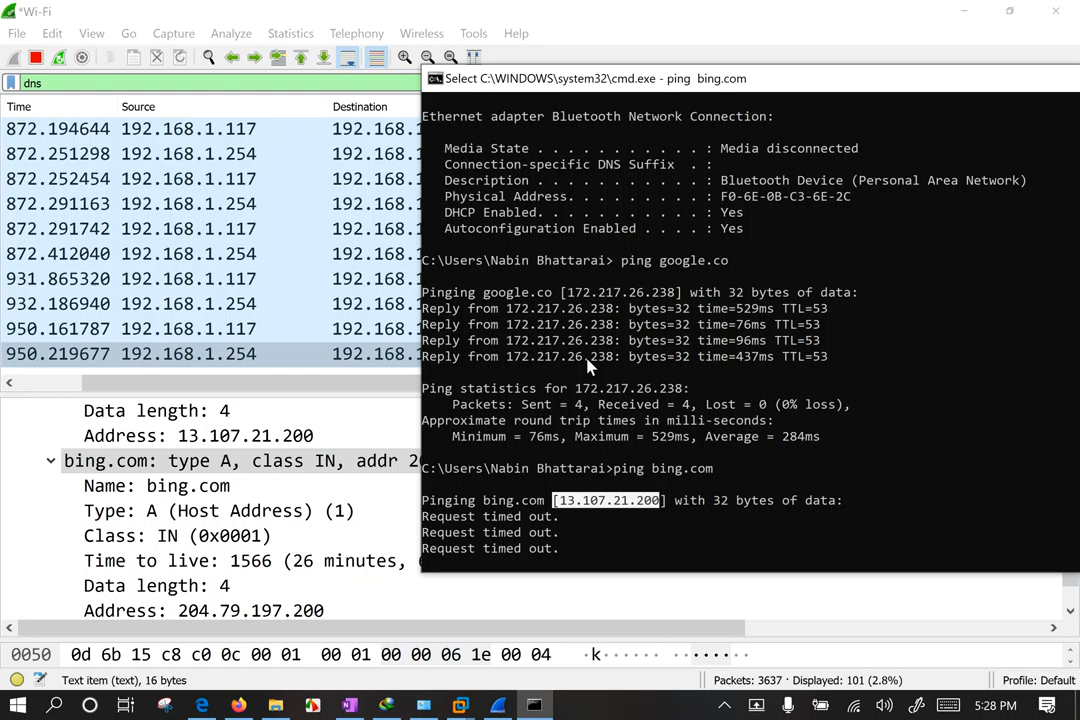 *Wi-Fi
File Edit View Go Capture Analyze Statistics Telephony Wireless Tools Help
dns
Time Source Destination
872.194644 192.168.1.117 192.168.1
872.251298 192.168.1.254 192.168.1
872.252454 192.168.1.117 192.168.1
872.291163 192.168.1.254 192.168.1
872.291742 192.168.1.117 192.168.1
872.412040 192.168.1.254 192.168.1
931.865320 192.168.1.117 192.168.1
932.186940 192.168.1.254 192.168.1
950.161787 192.168.1.117 192.168.1
950.219677 192.168.1.254 192.168.1
Data length: 4
Address: 13.107.21.200
bing.com: type A, class IN, addr 2
Name: bing.com
Type: A (Host Address) (1)
Class: IN (0x0001)
Time to live: 1566 (26 minutes,
Data length: 4
Address: 204.79.197.200
0050 0d 6b 15 c8 c0 0c 00 01 00 01 00 00 06 1e 00 04 ·k······ ········
Text item (text), 16 bytes
Packets: 3637 · Displayed: 101 (2.8%)
Profile: Default
Select C:\WINDOWS\system32\cmd.exe - ping bing.com
Ethernet adapter Bluetooth Network Connection:
Media State . . . . . . . . . . . : Media disconnected
Connection-specific DNS Suffix . :
Description . . . . . . . . . . . : Bluetooth Device (Personal Area Network)
Physical Address. . . . . . . . . : F0-6E-0B-C3-6E-2C
DHCP Enabled. . . . . . . . . . . : Yes
Autoconfiguration Enabled . . . . : Yes
C:\Users\Nabin Bhattarai> ping google.co
Pinging google.co [172.217.26.238] with 32 bytes of data:
Reply from 172.217.26.238: bytes=32 time=529ms TTL=53
Reply from 172.217.26.238: bytes=32 time=76ms TTL=53
Reply from 172.217.26.238: bytes=32 time=96ms TTL=53
Reply from 172.217.26.238: bytes=32 time=437ms TTL=53
Ping statistics for 172.217.26.238:
Packets: Sent = 4, Received = 4, Lost = 0 (0% loss),
Approximate round trip times in milli-seconds:
Minimum = 76ms, Maximum = 529ms, Average = 284ms
C:\Users\Nabin Bhattarai>ping bing.com
Pinging bing.com [13.107.21.200] with 32 bytes of data:
Request timed out.
Request timed out.
Request timed out.
5:28 PM